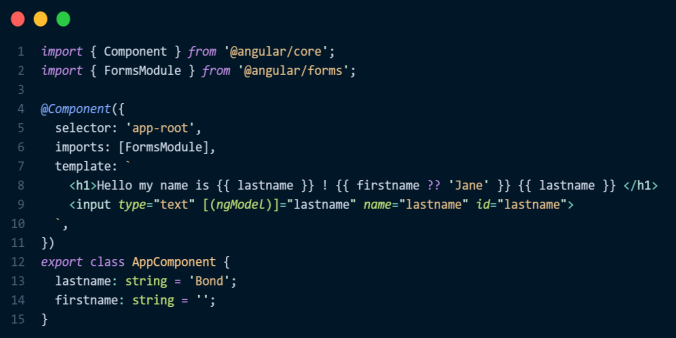 1 import { Component } from '@angular/core';
2 import { FormsModule } from '@angular/forms';
3
4 @Component({
5   selector: 'app-root',
6   imports: [FormsModule],
7   template: `
8     <h1>Hello my name is {{ lastname }} ! {{ firstname ?? 'Jane' }} {{ lastname }} </h1>
9     <input type="text" [(ngModel)]="lastname" name="lastname" id="lastname">
10   `,
11 })
12 export class AppComponent {
13   lastname: string = 'Bond';
14   firstname: string = '';
15 }